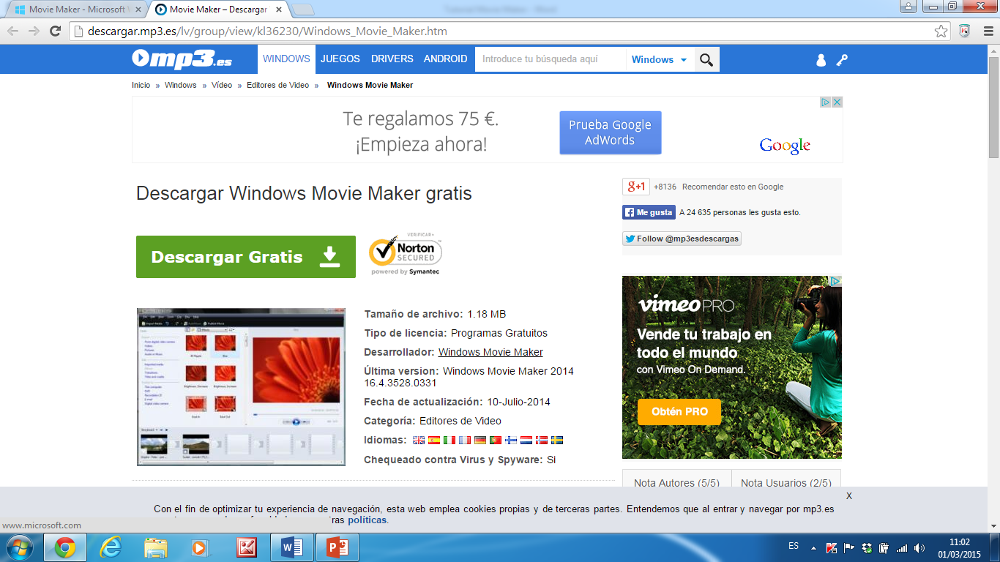 Movie Maker - Microsoft
Movie Maker – Descargar
descargar.mp3.es/lv/group/view/kl36230/Windows_Movie_Maker.htm
mp3.es
WINDOWS JUEGOS DRIVERS ANDROID
Introduce tu búsqueda aquí
Windows
Inicio » Windows » Vídeo » Editores de Video » Windows Movie Maker
Te regalamos 75 €.
¡Empieza ahora!
Prueba Google
AdWords
Google
Descargar Windows Movie Maker gratis
Descargar Gratis
VERIFICAR+
Norton
SECURED
powered by Symantec
g+1 +8136 Recomendar esto en Google
Me gusta A 24 635 personas les gusta esto.
Follow @mp3esdescargas
Tamaño de archivo: 1.18 MB
Tipo de licencia: Programas Gratuitos
Desarrollador: Windows Movie Maker
Última version: Windows Movie Maker 2014
16.4.3528.0331
Fecha de actualización: 10-Julio-2014
Categoría: Editores de Video
Idiomas:
Chequeado contra Virus y Spyware: Si
vimeo PRO
Vende tu trabajo en
todo el mundo
con Vimeo On Demand.
Obtén PRO
Nota Autores (5/5) Nota Usuarios (2/5)
X
Con el fin de optimizar tu experiencia de navegación, esta web emplea cookies propias y de terceras partes. Entendemos que al entrar y navegar por mp3.es
políticas.
www.microsoft.com
ES
11:02
01/03/2015